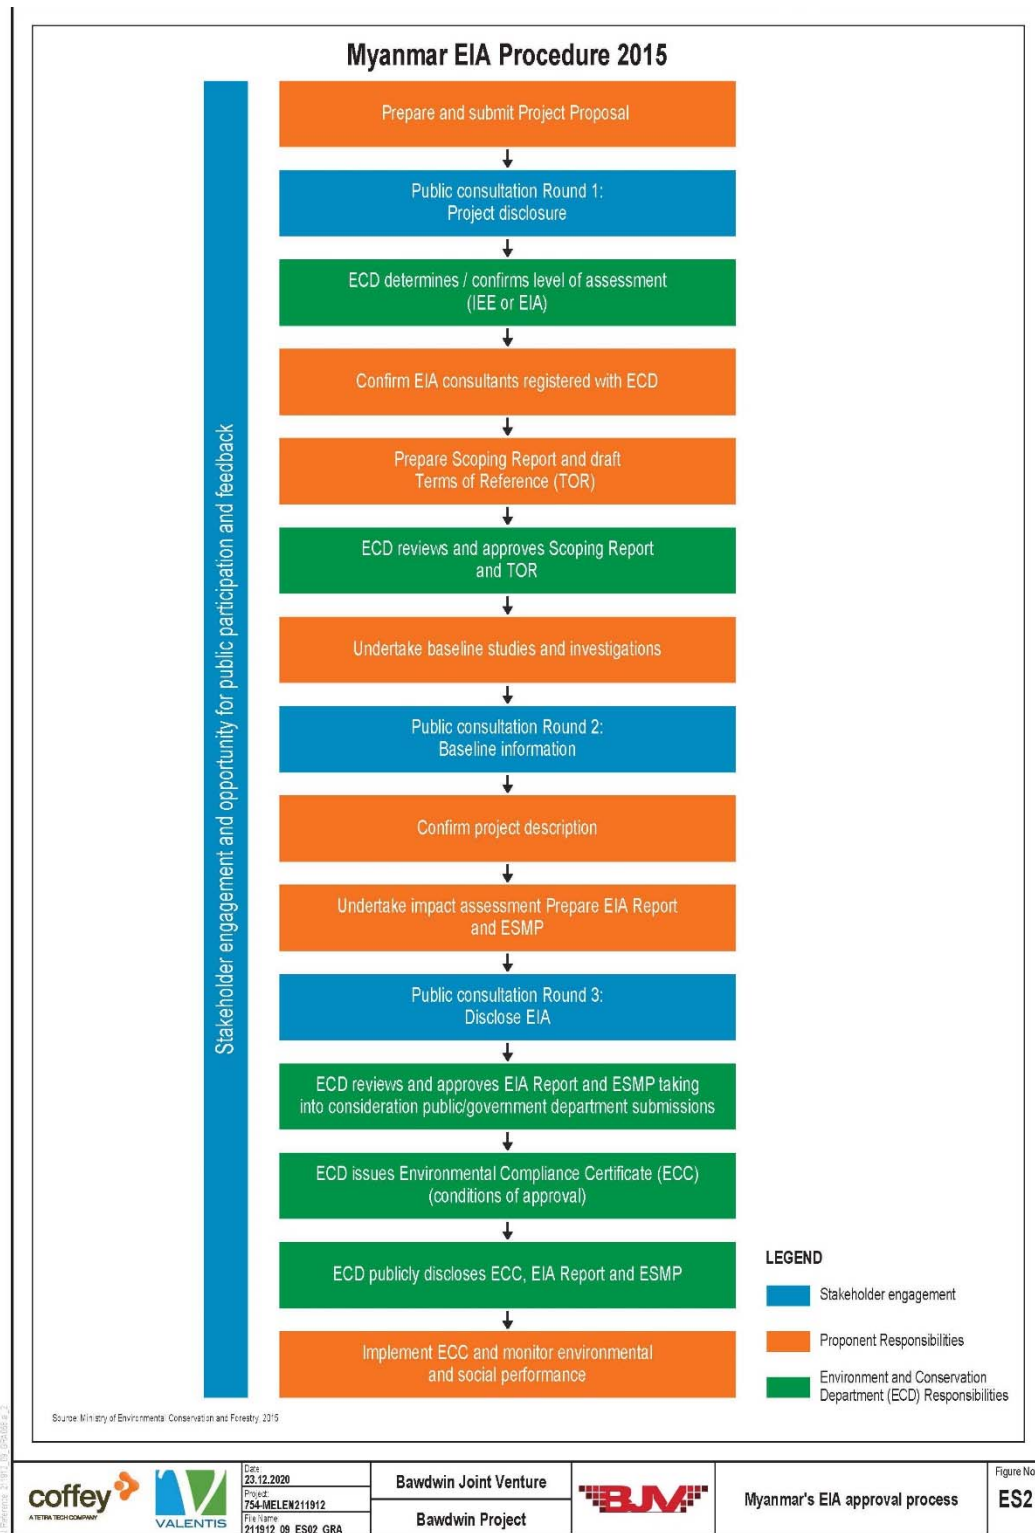 Myanmar EIA Procedure 2015
Stakeholder engagement and opportunity for public participation and feedback
Prepare and submit Project Proposal
Public consultation Round 1:
Project disclosure
ECD determines / confirms level of assessment
(IEE or EIA)
Confirm EIA consultants registered with ECD
Prepare Scoping Report and draft
Terms of Reference (TOR)
ECD reviews and approves Scoping Report
and TOR
Undertake baseline studies and investigations
Public consultation Round 2:
Baseline information
Confirm project description
Undertake impact assessment Prepare EIA Report
and ESMP
Public consultation Round 3:
Disclose EIA
ECD reviews and approves EIA Report and ESMP taking
into consideration public/government department submissions
ECD issues Environmental Compliance Certificate (ECC)
(conditions of approval)
ECD publicly discloses ECC, EIA Report and ESMP
Implement ECC and monitor environmental
and social performance
LEGEND
Stakeholder engagement
Proponent Responsibilities
Environment and Conservation
Department (ECD) Responsibilities
Source: Ministry of Environmental Conservation and Forestry, 2015
coffey
A TETRA TECH COMPANY
VALENTIS
Date:
23.12.2020
Project:
754-MELEN211912
File Name:
211912_09_ES02_GRA
Bawdwin Joint Venture
Bawdwin Project
BJV
Myanmar's EIA approval process
Figure No
ES2